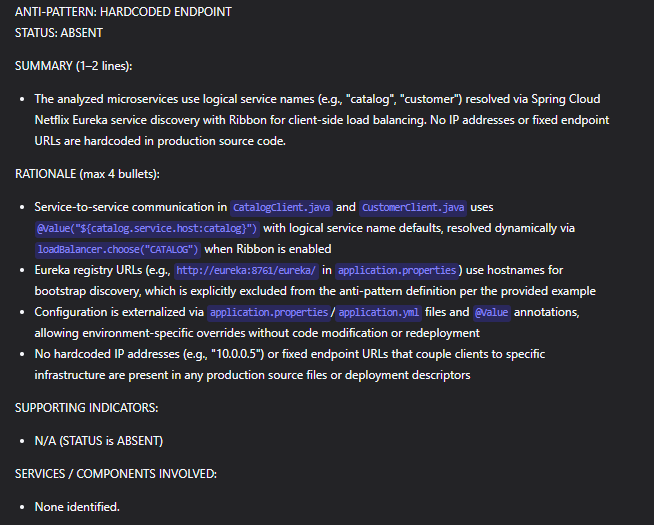 ANTI-PATTERN: HARDCODED ENDPOINT
STATUS: ABSENT
SUMMARY (1–2 lines):
• The analyzed microservices use logical service names (e.g., "catalog", "customer") resolved via Spring Cloud
Netflix Eureka service discovery with Ribbon for client-side load balancing. No IP addresses or fixed endpoint
URLs are hardcoded in production source code.
RATIONALE (max 4 bullets):
• Service-to-service communication in CatalogClient.java and CustomerClient.java uses
@Value("${catalog.service.host:catalog}") with logical service name defaults, resolved dynamically via
loadBalancer.choose("CATALOG") when Ribbon is enabled
• Eureka registry URLs (e.g., http://eureka:8761/eureka/ in application.properties) use hostnames for
bootstrap discovery, which is explicitly excluded from the anti-pattern definition per the provided example
• Configuration is externalized via application.properties/application.yml files and @Value annotations,
allowing environment-specific overrides without code modification or redeployment
• No hardcoded IP addresses (e.g., "10.0.0.5") or fixed endpoint URLs that couple clients to specific
infrastructure are present in any production source files or deployment descriptors
SUPPORTING INDICATORS:
• N/A (STATUS is ABSENT)
SERVICES / COMPONENTS INVOLVED:
• None identified.